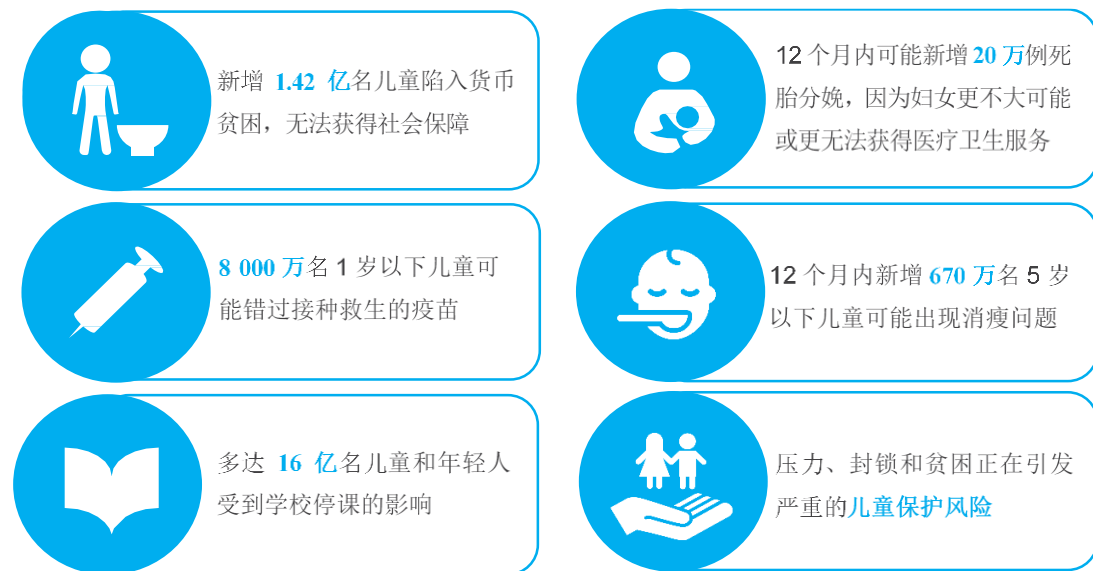 新增 1.42 亿名儿童陷入货币
贫困，无法获得社会保障
12 个月内可能新增 20 万例死
胎分娩，因为妇女更不大可能
或更无法获得医疗卫生服务
8 000 万名 1 岁以下儿童可
能错过接种救生的疫苗
12 个月内新增 670 万名 5 岁
以下儿童可能出现消瘦问题
多达 16 亿名儿童和年轻人
受到学校停课的影响
压力、封锁和贫困正在引发
严重的儿童保护风险